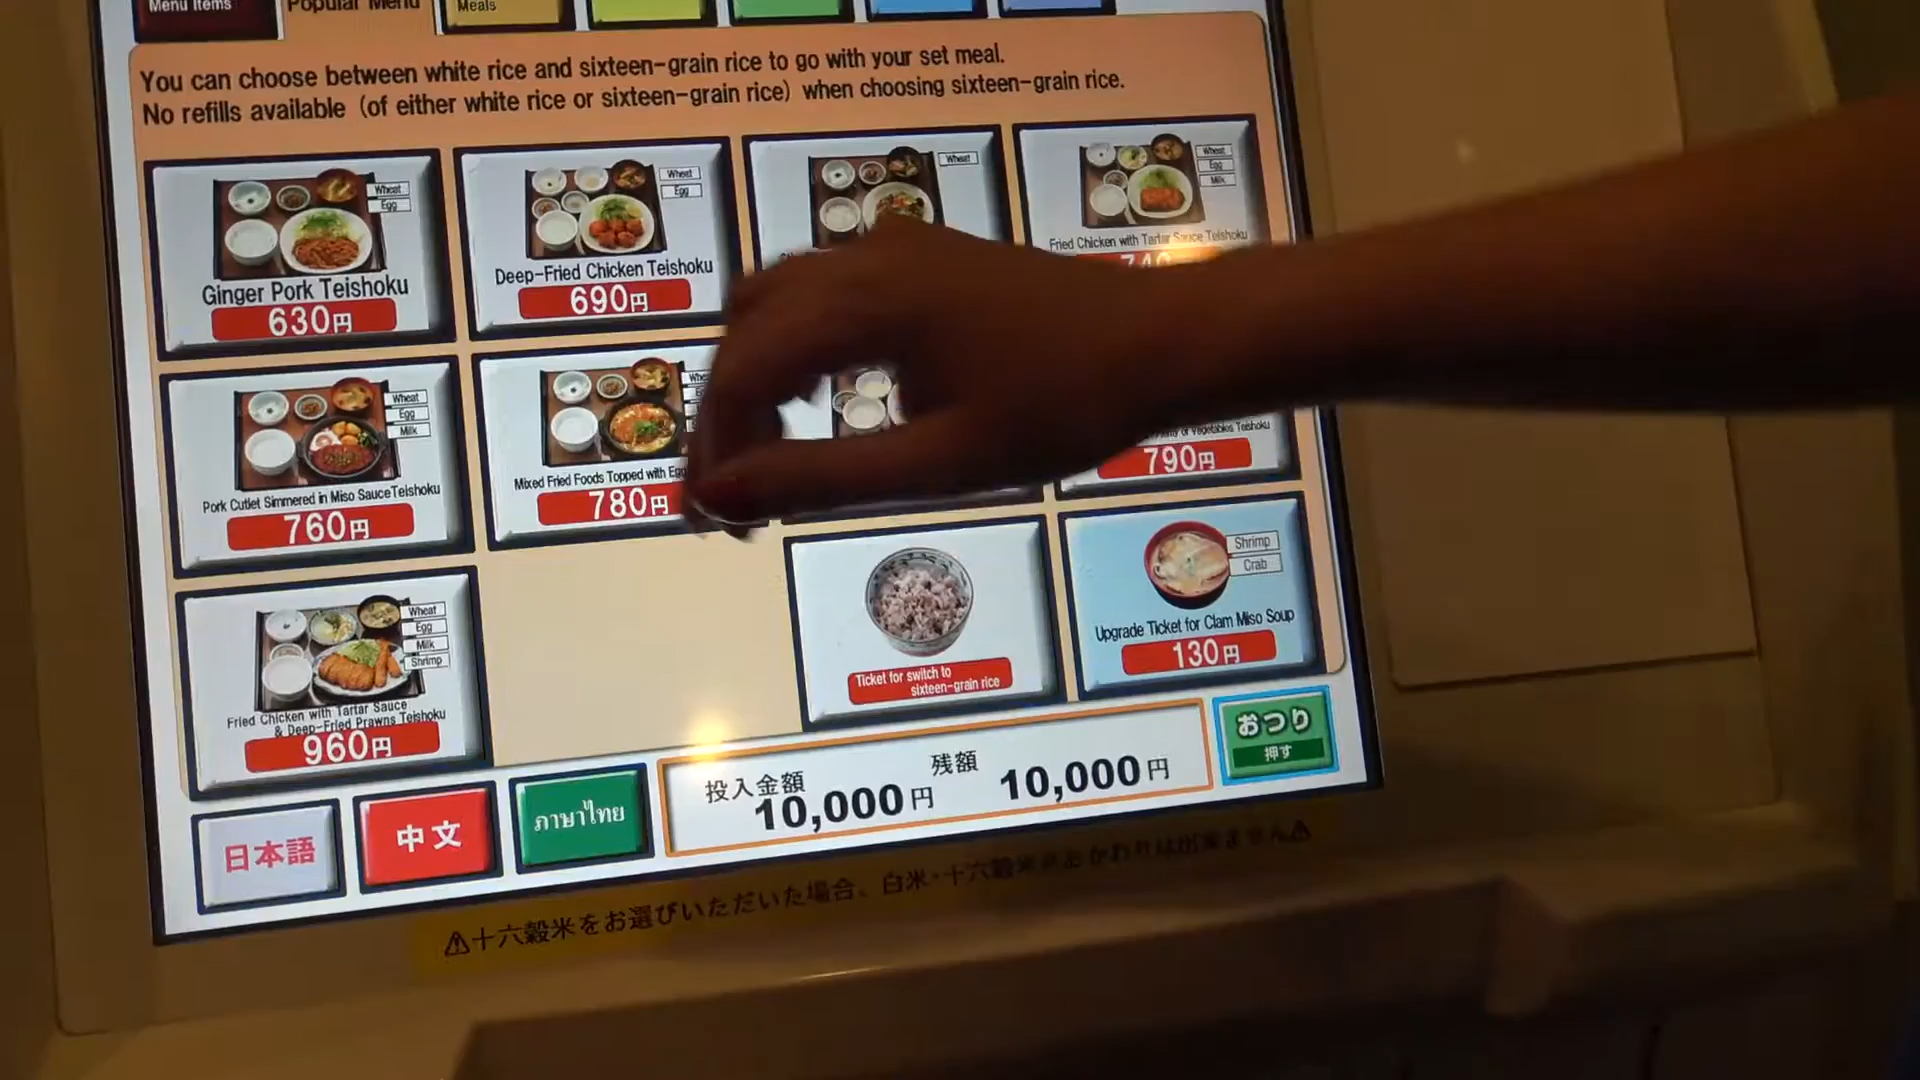 Menu Items
Popular Menu
Meals
You can choose between white rice and sixteen-grain rice to go with your set meal.
No refills available (of either white rice or sixteen-grain rice) when choosing sixteen-grain rice.
Wheat
Egg
Ginger Pork Teishoku
630円
Wheat
Egg
Deep-Fried Chicken Teishoku
690円
Wheat
Wheat
Egg
Milk
Fried Chicken with Tartar Sauce Teishoku
Wheat
Egg
Milk
Pork Cutlet Simmered in Miso Sauce Teishoku
760円
Mixed Fried Foods Topped with Egg
780円
of Vegetables Teishoku
790円
Wheat
Egg
Milk
Shrimp
Fried Chicken with Tartar Sauce
& Deep-Fried Prawns Teishoku
960円
Ticket for switch to
sixteen-grain rice
Shrimp
Crab
Upgrade Ticket for Clam Miso Soup
130円
日本語
中文
ภาษาไทย
投入金額
10,000円
残額
10,000円
おつり
押す
⚠十六穀米をお選びいただいた場合、白米・十六穀米おかわりは出来ません⚠